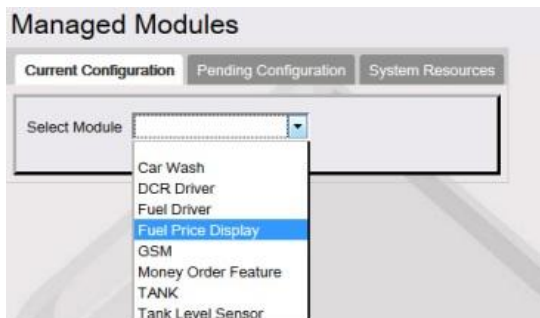 Managed Modules
Current Configuration Pending Configuration System Resources
Select Module
Car Wash
DCR Driver
Fuel Driver
Fuel Price Display
GSM
Money Order Feature
TANK
Tank Level Sensor